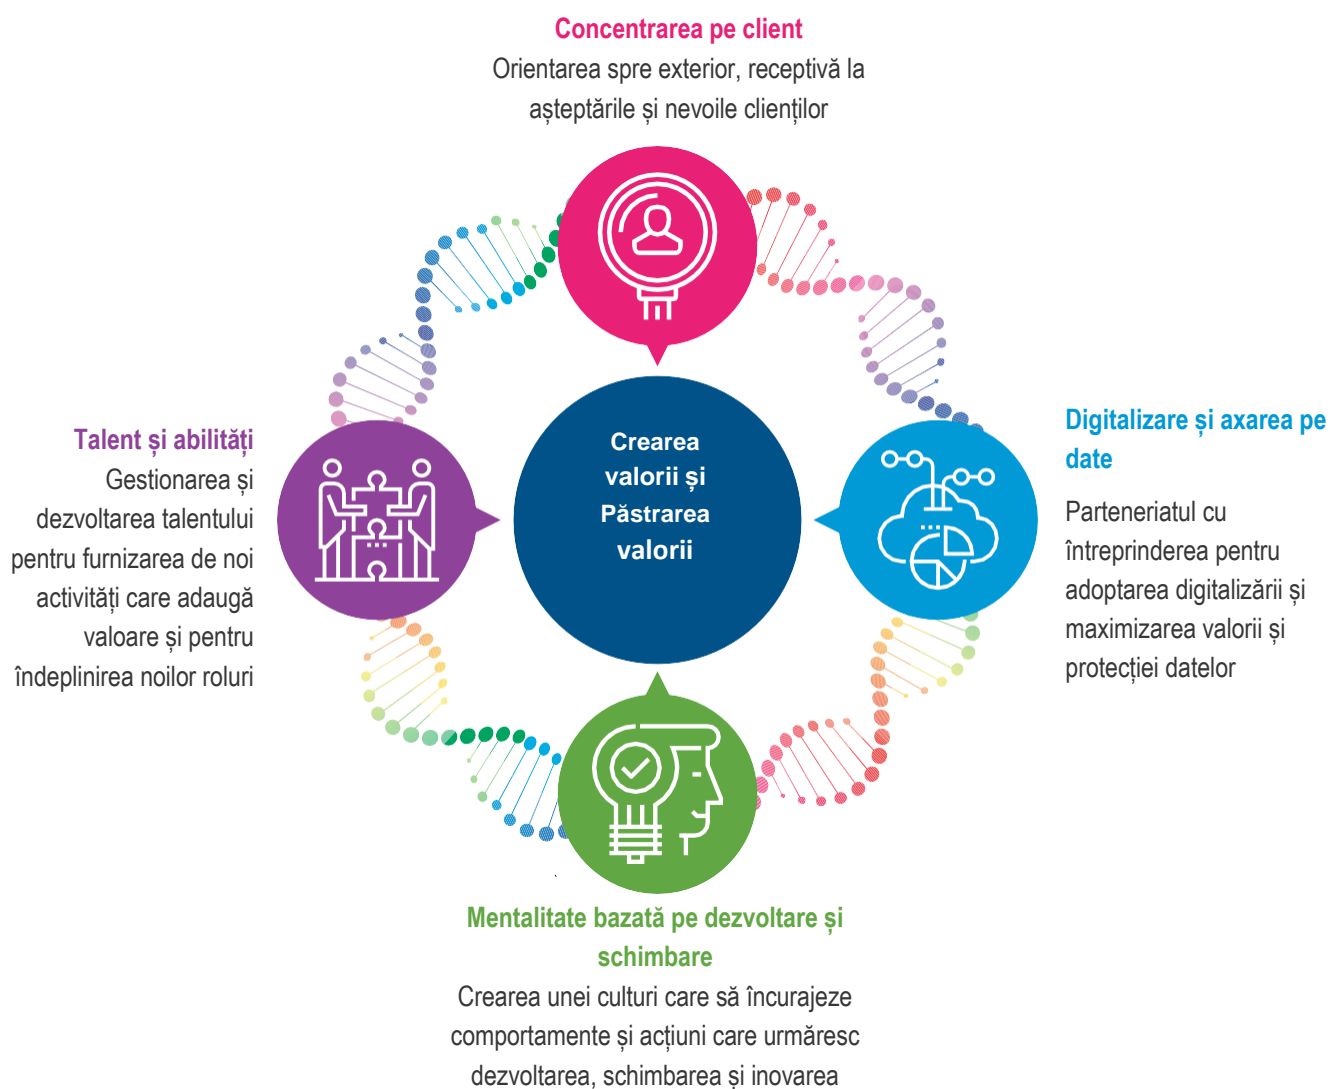 Concentrarea pe client
Orientarea spre exterior, receptivă la
așteptările și nevoile clienților
Talent și abilități
Gestionarea și
dezvoltarea talentului
pentru furnizarea de noi
activități care adaugă
valoare și pentru
îndeplinirea noilor roluri
Crearea
valorii și
Păstrarea
valorii
Digitalizare și axarea pe
date
Parteneriatul cu
întreprinderea pentru
adoptarea digitalizării și
maximizarea valorii și
protecției datelor
Mentalitate bazată pe dezvoltare și
schimbare
Crearea unei culturi care să încurajeze
comportamente și acțiuni care urmăresc
dezvoltarea, schimbarea și inovarea